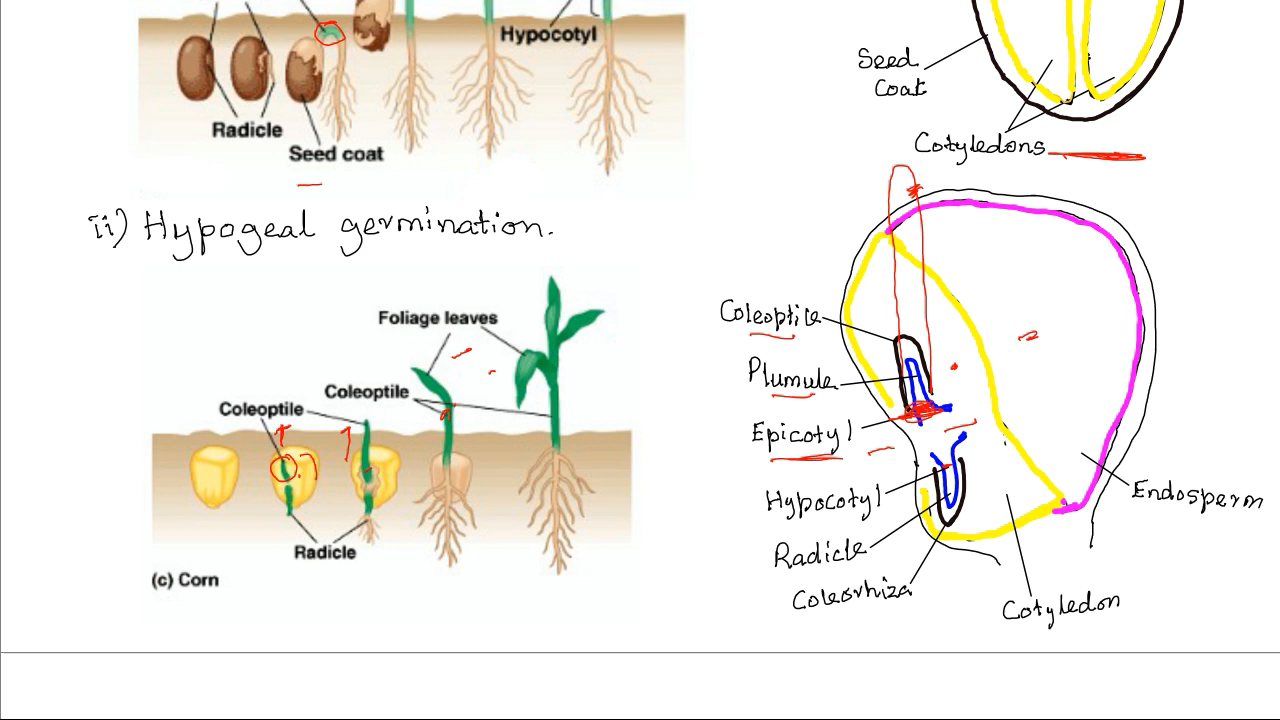 Hypocotyl
Radicle
Seed coat
Seed
Coat
Cotyledons
ii) Hypogeal germination.
Foliage leaves
Coleoptile
Coleoptile
Radicle
(c) Corn
Coleoptile
Plumule
Epicotyl
Hypocotyl
Radicle
Coleorhiza
Cotyledon
Endosperm